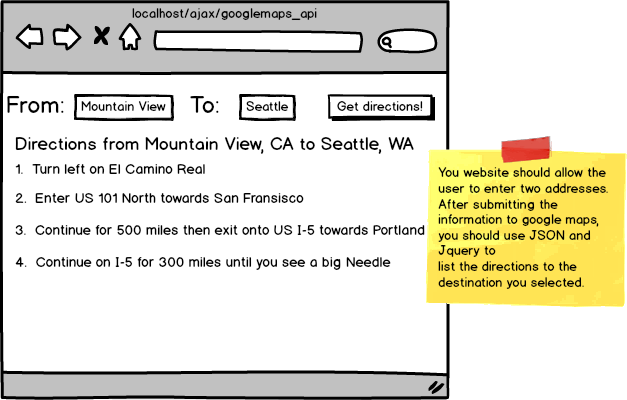 localhost/ajax/googlemaps_api
From: Mountain View To: Seattle Get directions!
Directions from Mountain View, CA to Seattle, WA
1. Turn left on El Camino Real
2. Enter US 101 North towards San Fransisco
3. Continue for 500 miles then exit onto US I-5 towards Portland
4. Continue on I-5 for 300 miles until you see a big Needle
You website should allow the
user to enter two addresses.
After submitting the
information to google maps,
you should use JSON and
Jquery to
list the directions to the
destination you selected.